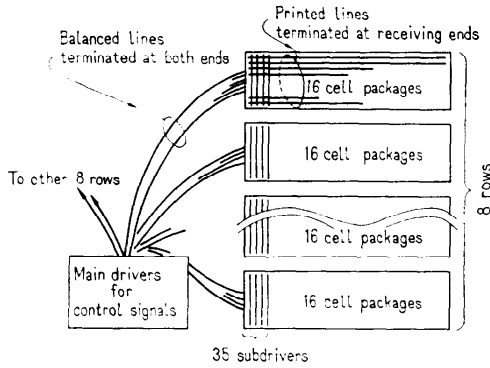 Printed lines
terminated at receiving ends
Balanced lines
terminated at both ends
16 cell packages
16 cell packages
To other 8 rows
8 rows
16 cell packages
Main drivers
for
control signals
16 cell packages
35 subdrivers